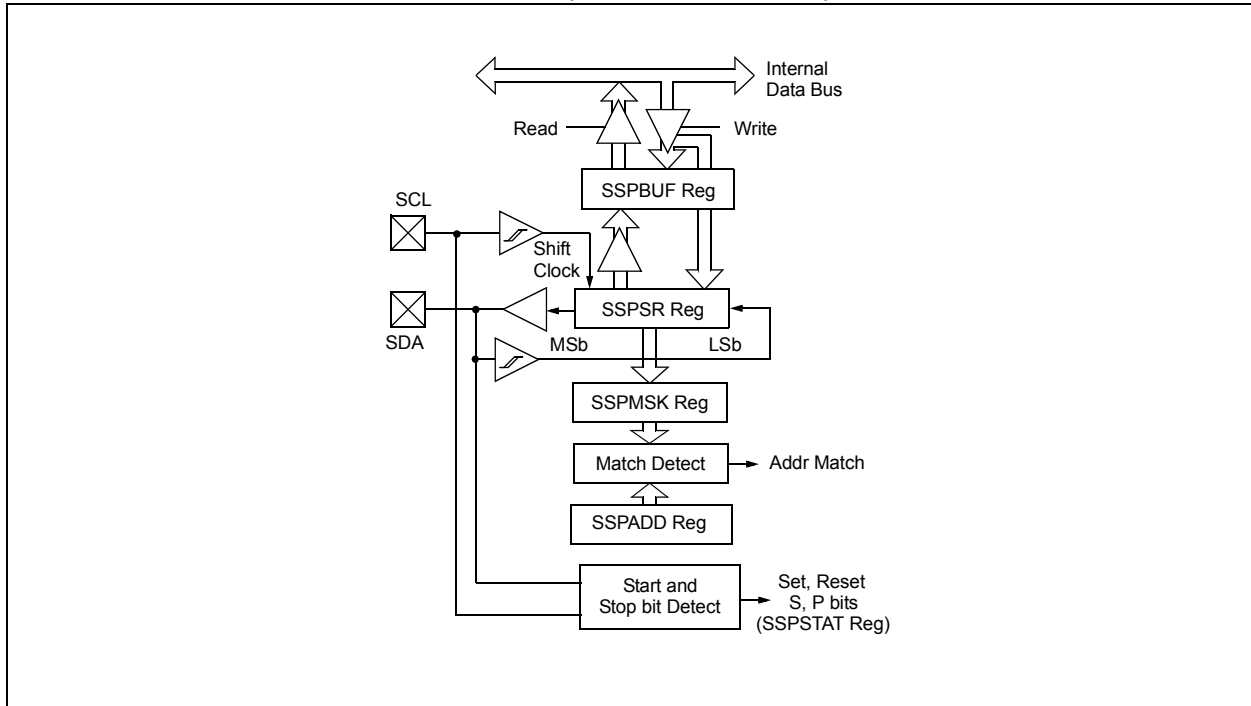 Internal
Data Bus
Read
Write
SSPBUF Reg
SCL
Shift
Clock
SSPSR Reg
SDA
MSb
LSb
SSPMSK Reg
Match Detect
Addr Match
SSPADD Reg
Start and
Stop bit Detect
Set, Reset
S, P bits
(SSPSTAT Reg)